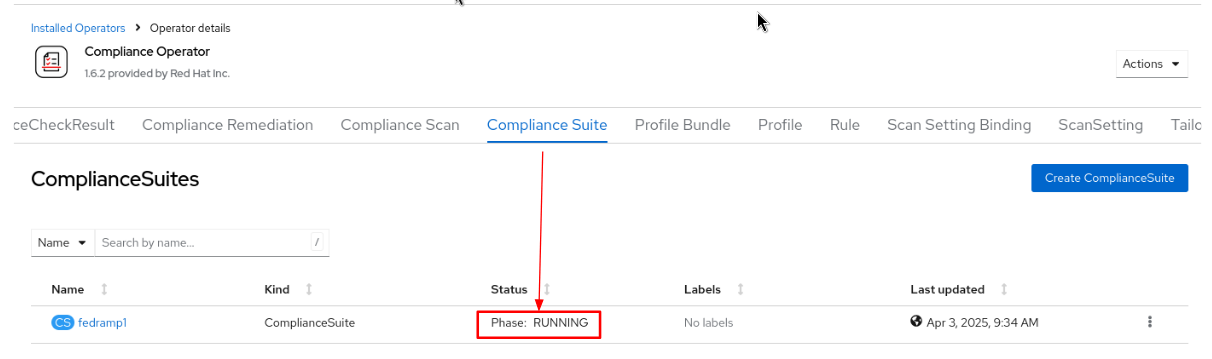 Installed Operators > Operator details
Compliance Operator
1.6.2 provided by Red Hat Inc.
Actions
ceCheckResult Compliance Remediation Compliance Scan Compliance Suite Profile Bundle Profile Rule Scan Setting Binding ScanSetting Tailo
ComplianceSuites
Create ComplianceSuite
Name Search by name... /
Name Kind Status Labels Last updated
CS fedramp1 ComplianceSuite Phase: RUNNING No labels Apr 3, 2025, 9:34 AM